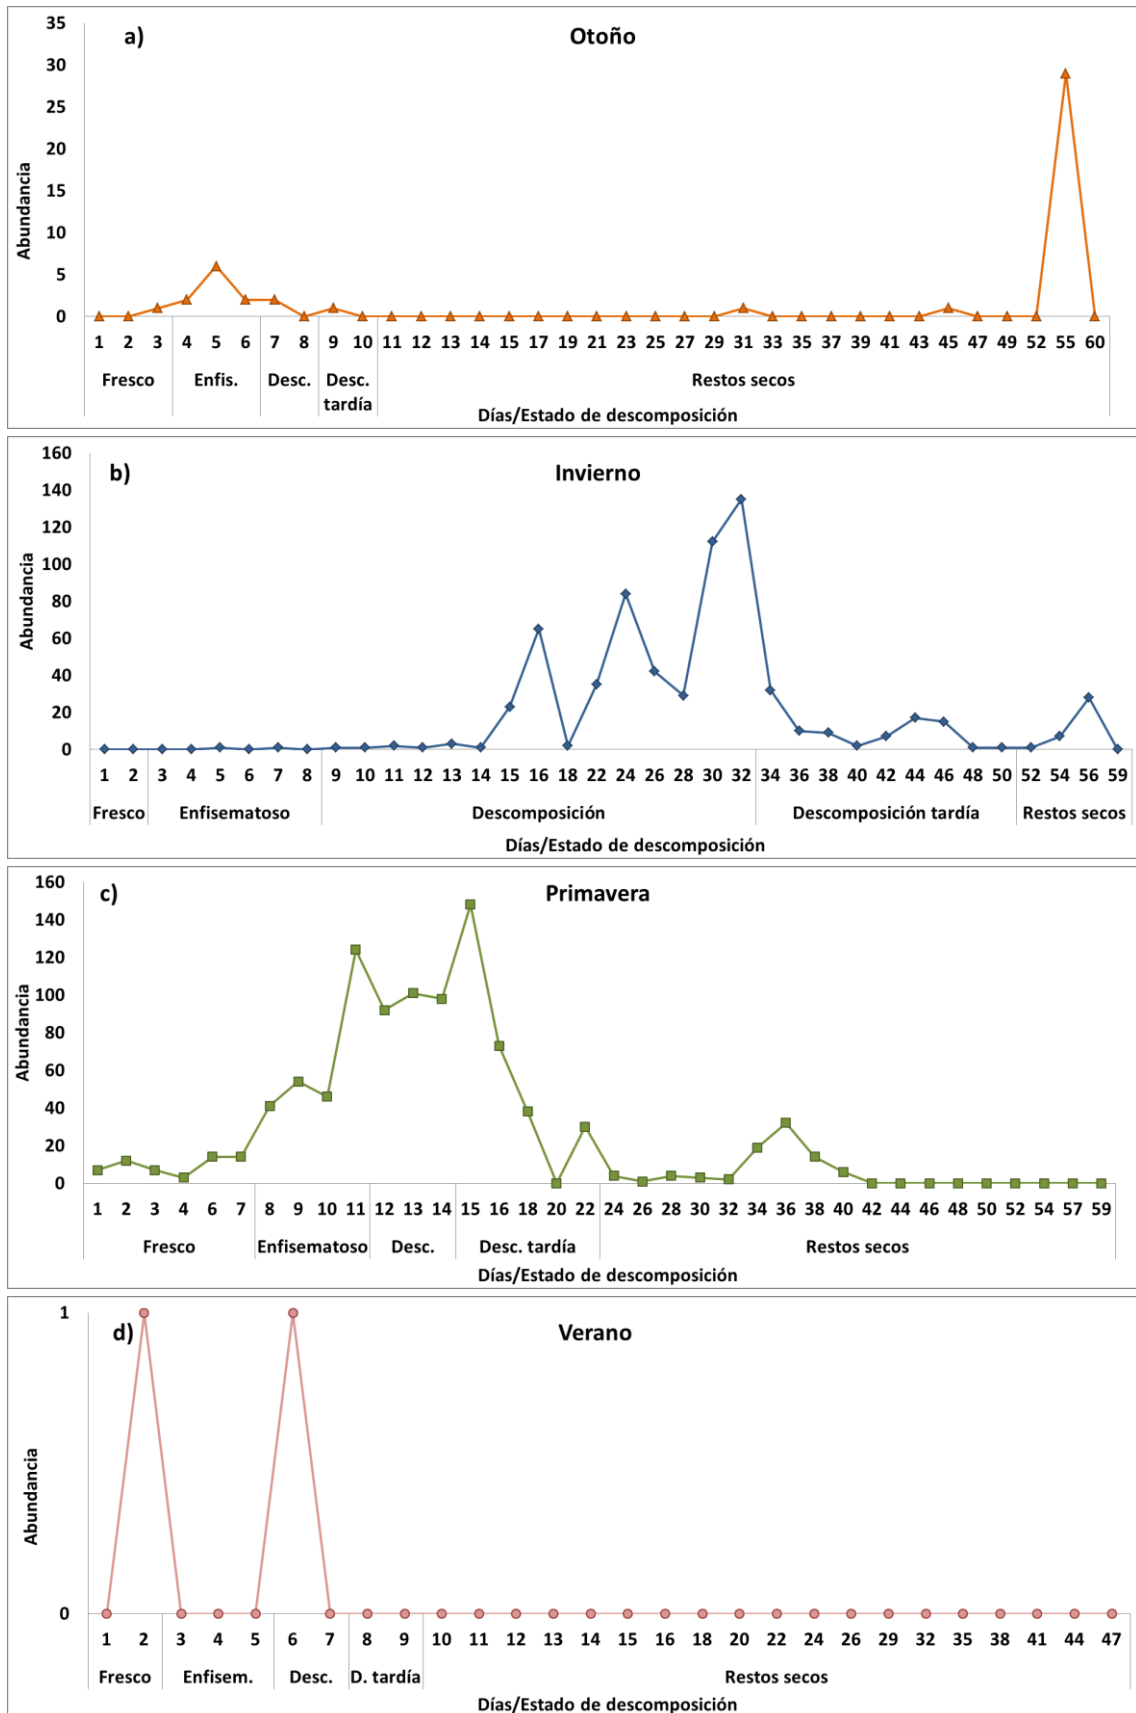 a) Otoño
35
30
25
20
15
10
5
0
Abundancia
1 2 3 4 5 6 7 8 9 10 11 12 13 14 15 17 19 21 23 25 27 29 31 33 35 37 39 41 43 45 47 49 52 55 60
Fresco Enfis. Desc. Desc. tardía Restos secos
Días/Estado de descomposición
b) Invierno
160
140
120
100
80
60
40
20
0
Abundancia
1 2 3 4 5 6 7 8 9 10 11 12 13 14 15 16 18 22 24 26 28 30 32 34 36 38 40 42 44 46 48 50 52 54 56 59
Fresco Enfisematoso Descomposición Descomposición tardía Restos secos
Días/Estado de descomposición
c) Primavera
160
140
120
100
80
60
40
20
0
Abundancia
1 2 3 4 6 7 8 9 10 11 12 13 14 15 16 18 20 22 24 26 28 30 32 34 36 38 40 42 44 46 48 50 52 54 57 59
Fresco Enfisematoso Desc. Desc. tardía Restos secos
Días/Estado de descomposición
d) Verano
1
0
Abundancia
1 2 3 4 5 6 7 8 9 10 11 12 13 14 15 16 18 20 22 24 26 29 32 35 38 41 44 47
Fresco Enfisem. Desc. D. tardía Restos secos
Días/Estado de descomposición